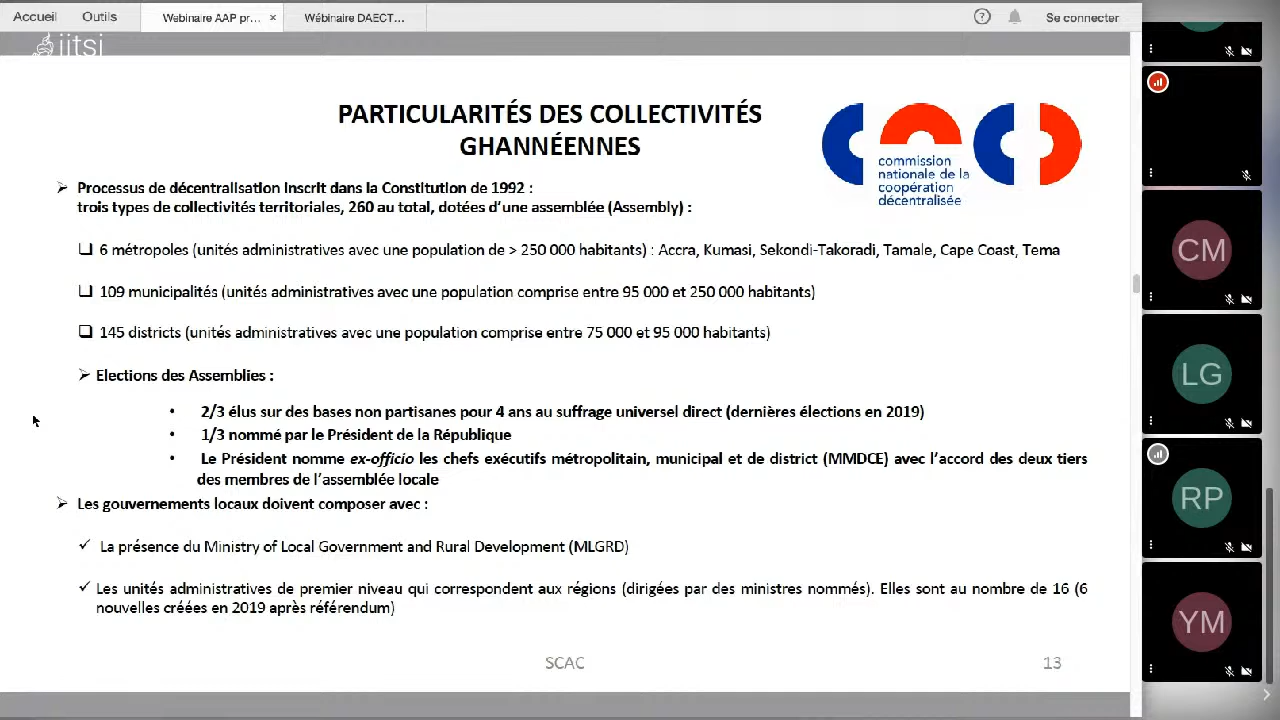 Accueil
Outils
Webinaire AAP pr... ×
Wébinaire DAECT...
Se connecter
iitsi
PARTICULARITÉS DES COLLECTIVITÉS
GHANNÉENNES
commission
nationale de la
coopération
décentralisée
Processus de décentralisation inscrit dans la Constitution de 1992 :
trois types de collectivités territoriales, 260 au total, dotées d'une assemblée (Assembly) :
6 métropoles (unités administratives avec une population de > 250 000 habitants) : Accra, Kumasi, Sekondi-Takoradi, Tamale, Cape Coast, Tema
109 municipalités (unités administratives avec une population comprise entre 95 000 et 250 000 habitants)
145 districts (unités administratives avec une population comprise entre 75 000 et 95 000 habitants)
Elections des Assemblies :
• 2/3 élus sur des bases non partisanes pour 4 ans au suffrage universel direct (dernières élections en 2019)
• 1/3 nommé par le Président de la République
• Le Président nomme ex-officio les chefs exécutifs métropolitain, municipal et de district (MMDCE) avec l'accord des deux tiers
des membres de l'assemblée locale
Les gouvernements locaux doivent composer avec :
La présence du Ministry of Local Government and Rural Development (MLGRD)
Les unités administratives de premier niveau qui correspondent aux régions (dirigées par des ministres nommés). Elles sont au nombre de 16 (6
nouvelles créées en 2019 après référendum)
SCAC
13
CM
LG
RP
YM